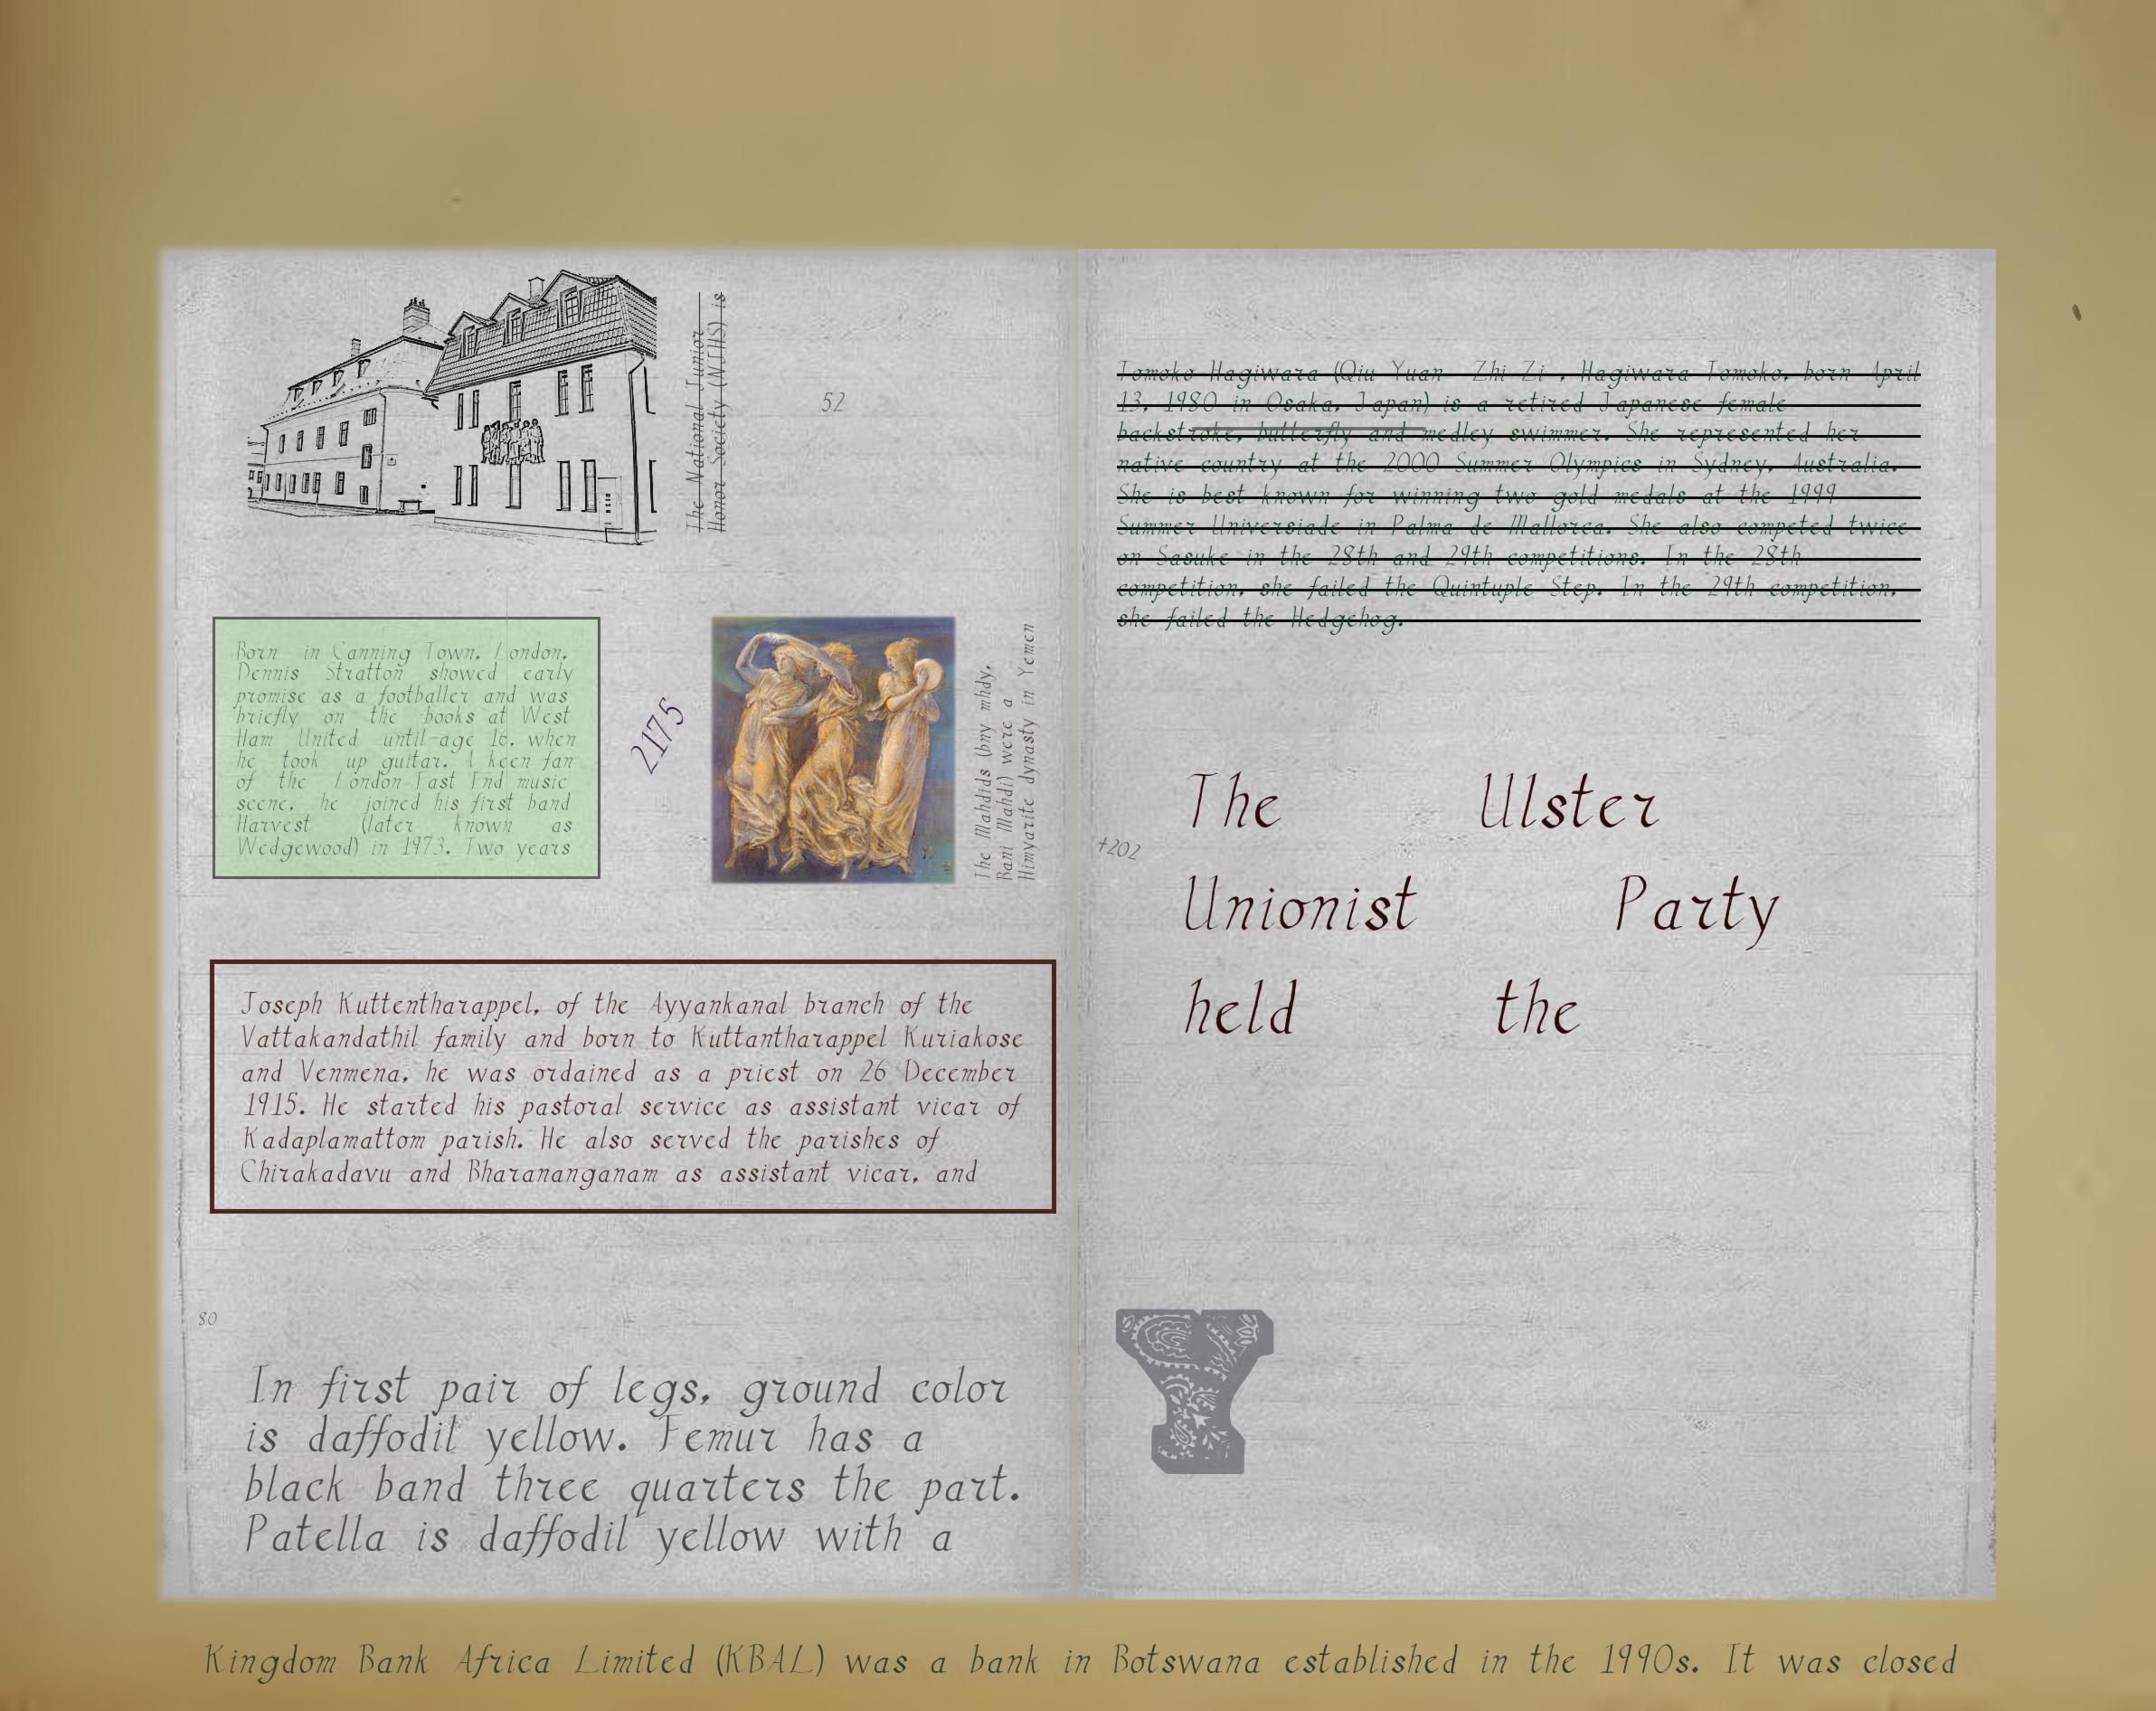 The National Junior
Honor Society (NJHS) is
52
Born in Canning Town, London,
Dennis Stratton showed early
promise as a footballer and was
briefly on the books at West
Ham United until age 16, when
he took up guitar. A keen fan
of the London East End music
scene, he joined his first band
Harvest (later known as
Wedgewood) in 1973. Two years
2175
The Mahdids (bny mhdy,
Bani Mahdi) were a
Himyarite dynasty in Yemen
Joseph Kuttentharappel, of the Ayyankanal branch of the
Vattakandathil family and born to Kuttantharappel Kuriakose
and Venmena, he was ordained as a priest on 26 December
1915. He started his pastoral service as assistant vicar of
Kadaplamattom parish. He also served the parishes of
Chirakadavu and Bharananganam as assistant vicar, and
80
In first pair of legs, ground color
is daffodil yellow. Femur has a
black band three quarters the part.
Patella is daffodil yellow with a
Tomoko Hagiwara (Qiu Yuan Zhi Zi , Hagiwara Tomoko, born April
13, 1980 in Osaka, Japan) is a retired Japanese female
backstroke, butterfly and medley swimmer. She represented her
native country at the 2000 Summer Olympics in Sydney, Australia.
She is best known for winning two gold medals at the 1999
Summer Universiade in Palma de Mallorca. She also competed twice
on Sasuke in the 28th and 29th competitions. In the 28th
competition, she failed the Quintuple Step. In the 29th competition,
she failed the Hedgehog.
+202
The Ulster
Unionist Party
held the
Y
Kingdom Bank Africa Limited (KBAL) was a bank in Botswana established in the 1990s. It was closed